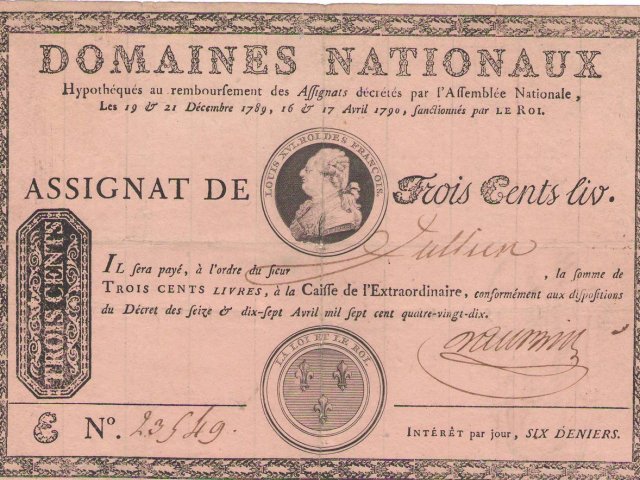 DOMAINES NATIONAUX
Hypothéqués au remboursement des Assignats décrétés par l'Assemblée Nationale,
Les 19 & 21 Décembre 1789, 16 & 17 Avril 1790, sanctionnés par LE ROI.
LOUIS XVI, ROI DES FRANÇOIS.
ASSIGNAT DE Trois Cents liv.
TROIS CENTS
IL sera payé, à l'ordre du sieur , la somme de
TROIS CENTS LIVRES, à la Caisse de l'Extraordinaire, conformément aux dispositions
du Décret des seize & dix-sept Avril mil sept cent quatre-vingt-dix.
LA LOI ET LE ROI.
E Nº. 23549.
INTÉRÊT par jour, SIX DENIERS.